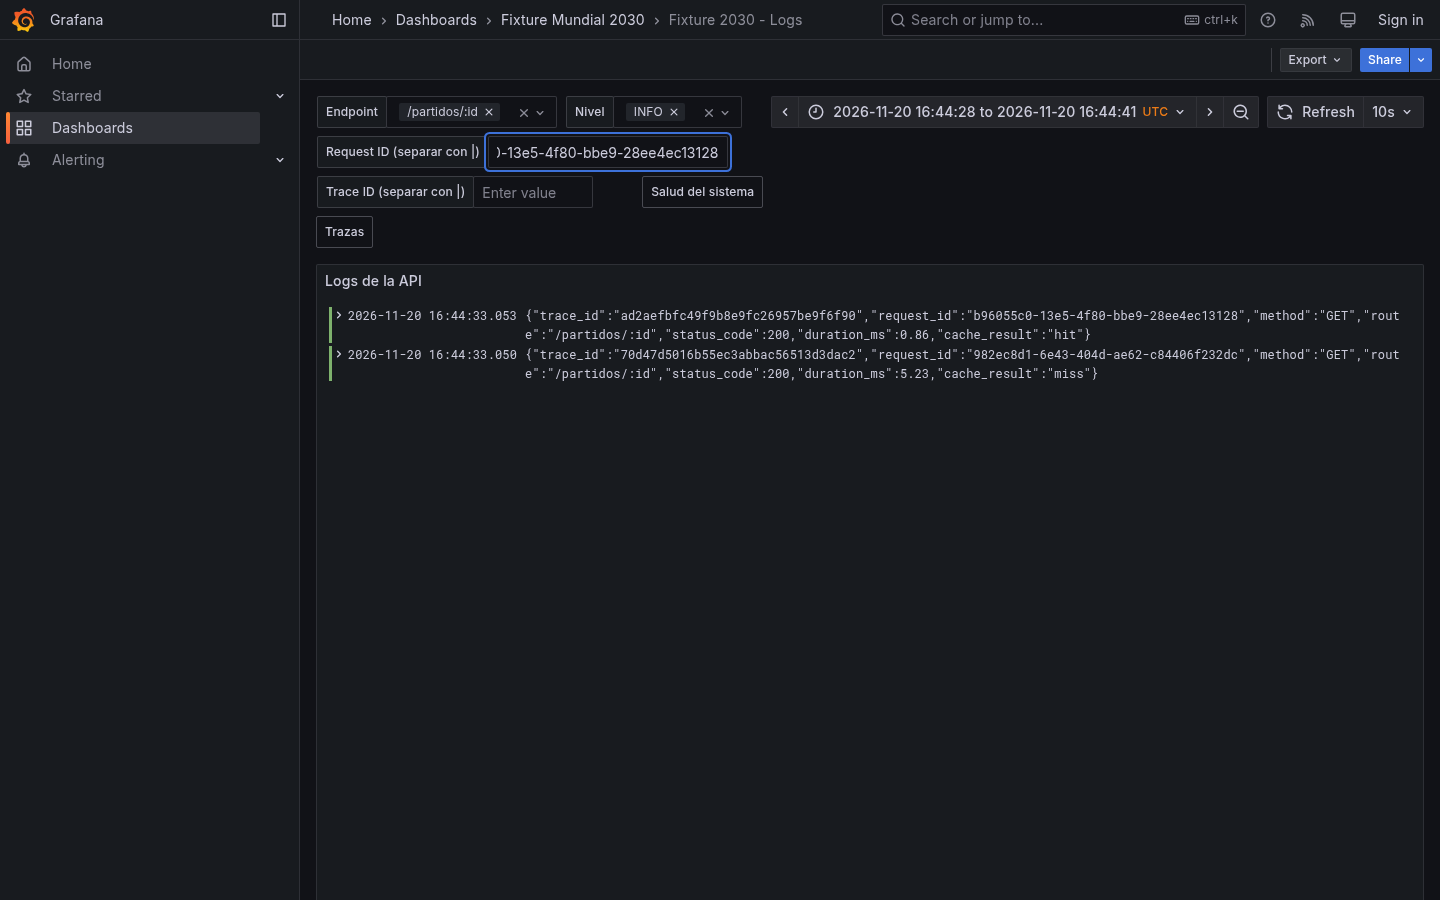 Grafana
Home > Dashboards > Fixture Mundial 2030 > Fixture 2030 - Logs
Search or jump to...
ctrl+k
Sign in
Export
Share
Home
Starred
Dashboards
Alerting
Endpoint
/partidos/:id
Nivel
INFO
2026-11-20 16:44:28 to 2026-11-20 16:44:41 UTC
Refresh
10s
Request ID (separar con |)
-13e5-4f80-bbe9-28ee4ec13128
Trace ID (separar con |)
Enter value
Salud del sistema
Trazas
Logs de la API
2026-11-20 16:44:33.053 {"trace_id":"ad2aefbfc49f9b8e9fc26957be9f6f90","request_id":"b96055c0-13e5-4f80-bbe9-28ee4ec13128","method":"GET","rout
e":"/partidos/:id","status_code":200,"duration_ms":0.86,"cache_result":"hit"}
2026-11-20 16:44:33.050 {"trace_id":"70d47d5016b55ec3abbac56513d3dac2","request_id":"982ec8d1-6e43-404d-ae62-c84406f232dc","method":"GET","rout
e":"/partidos/:id","status_code":200,"duration_ms":5.23,"cache_result":"miss"}